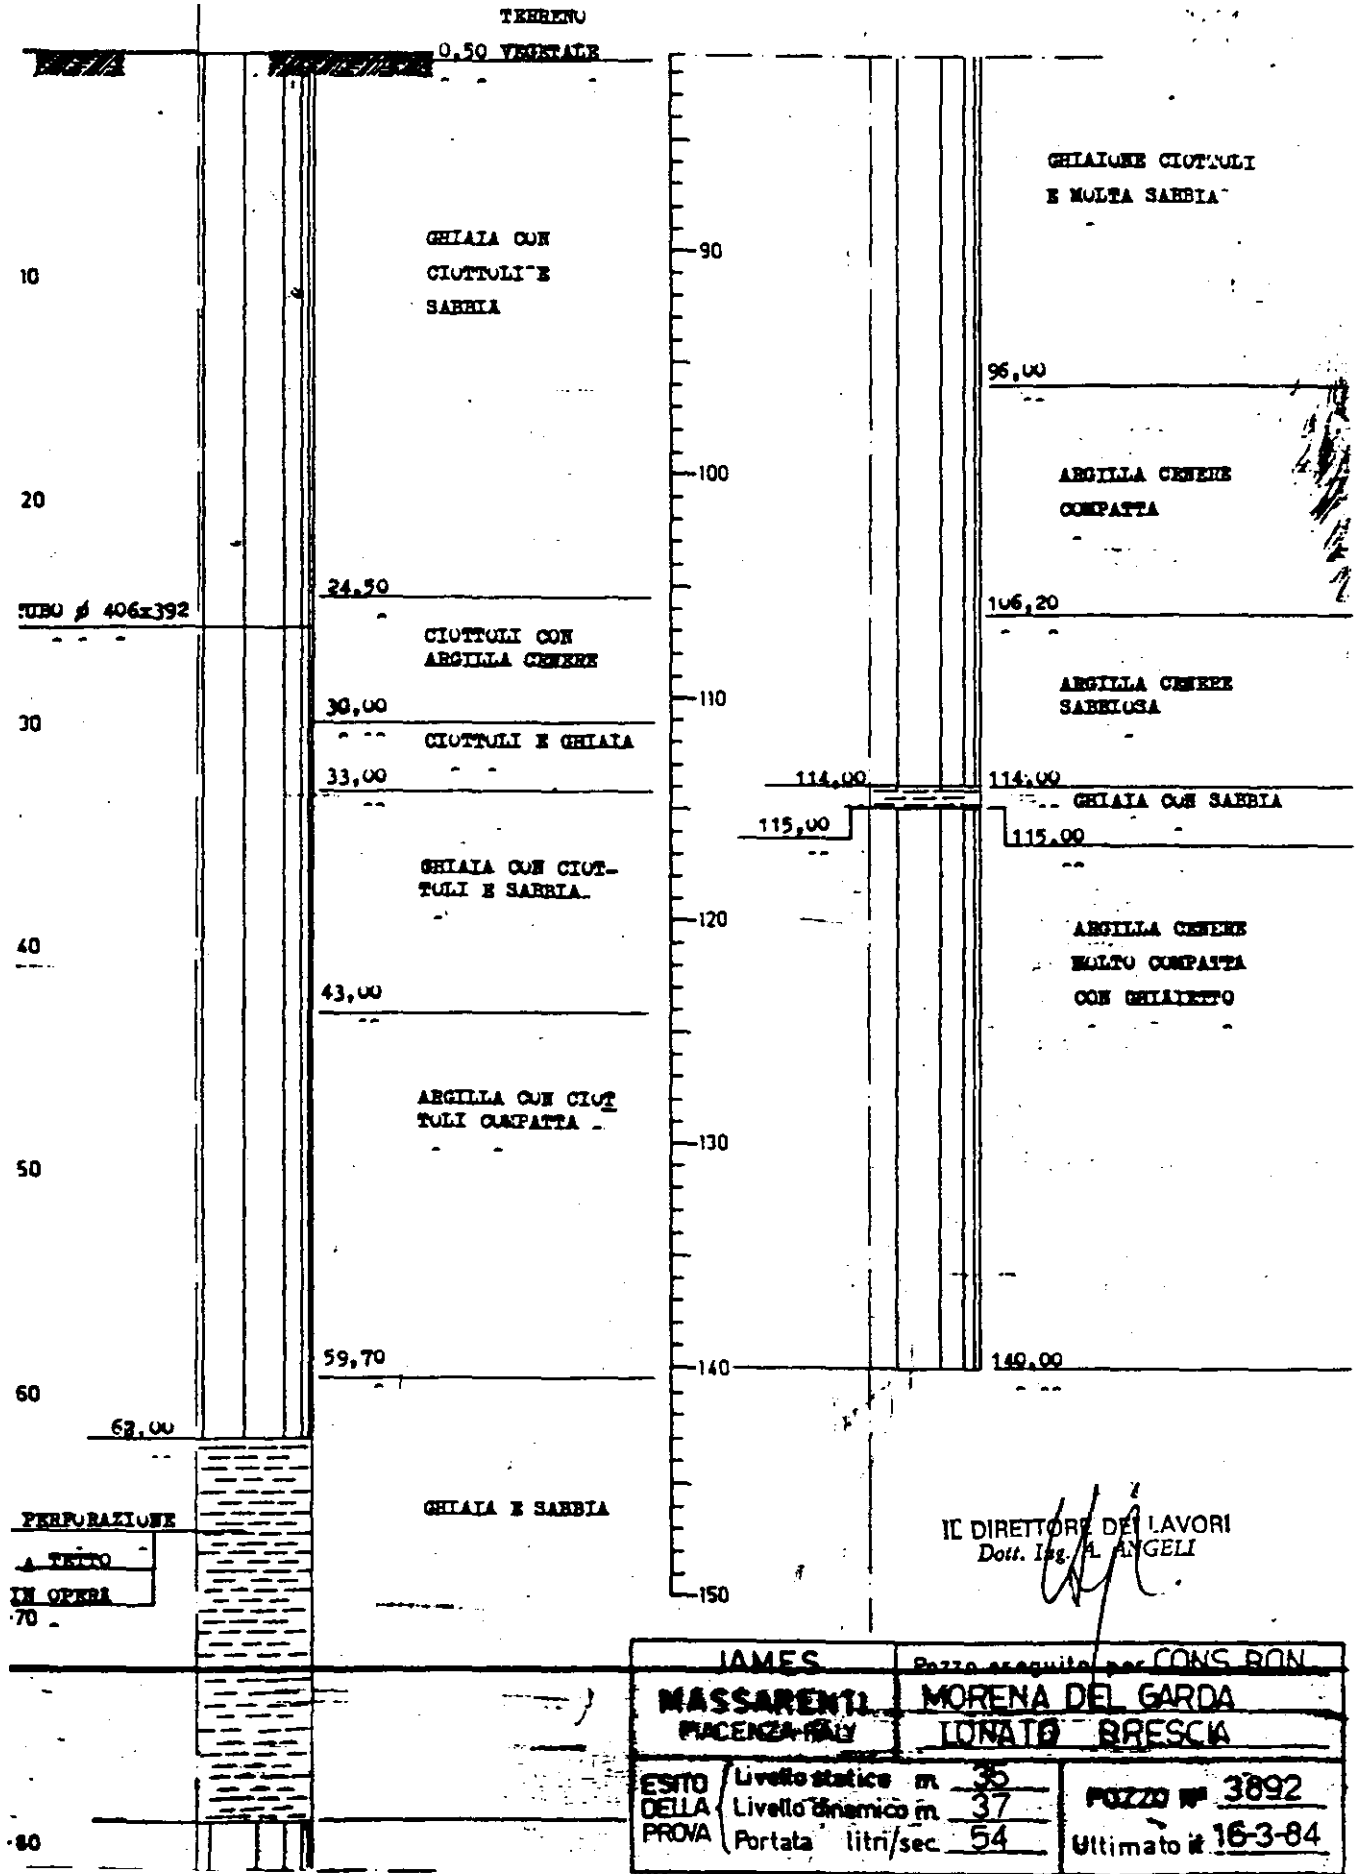 TERRENO
0,50 VEGETALE
GHIAIA CON
CIOTTOLI E
SABBIA
10
20
24,50
TUBO Ø 406x392
CIOTTOLI CON
ARGILLA CENERE
30,00
30
CIOTTOLI E GHIAIA
33,00
GHIAIA CON CIOT-
TOLI E SABBIA
40
43,00
ARGILLA CON CIOT
TOLI COMPATTA
50
59,70
60
GHIAIA E SABBIA
PERFORAZIONE
A TETTO
IN OPERA
70
80
GHIAIONE CIOTTOLI
E MOLTA SABBIA
90
96,00
100
ARGILLA CENERE
COMPATTA
106,20
ARGILLA CENERE
SABBIOSA
110
114,00
114,00
GHIAIA CON SABBIA
115,00
115,00
120
ARGILLA CENERE
MOLTO COMPATTA
CON GHIAIETTO
130
140
140,00
150
IL DIRETTORE DEI LAVORI
Dott. Ing. A. ANGELI
JAMES
MASSARENTI
PIACENZA-ITALY
Pozzo eseguito per CONS. BON.
MORENA DEL GARDA
LONATO BRESCIA
ESITO DELLA PROVA
Livello statico m 35
Livello dinamico m 37
Portata litri/sec. 54
POZZO N° 3892
Ultimato il 16-3-84